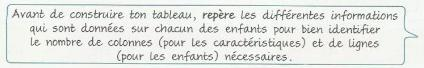 Avant de construire ton tableau, repère les différentes informations
qui sont données sur chacun des enfants pour bien identifier
le nombre de colonnes (pour les caractéristiques) et de lignes
(pour les enfants) nécessaires.